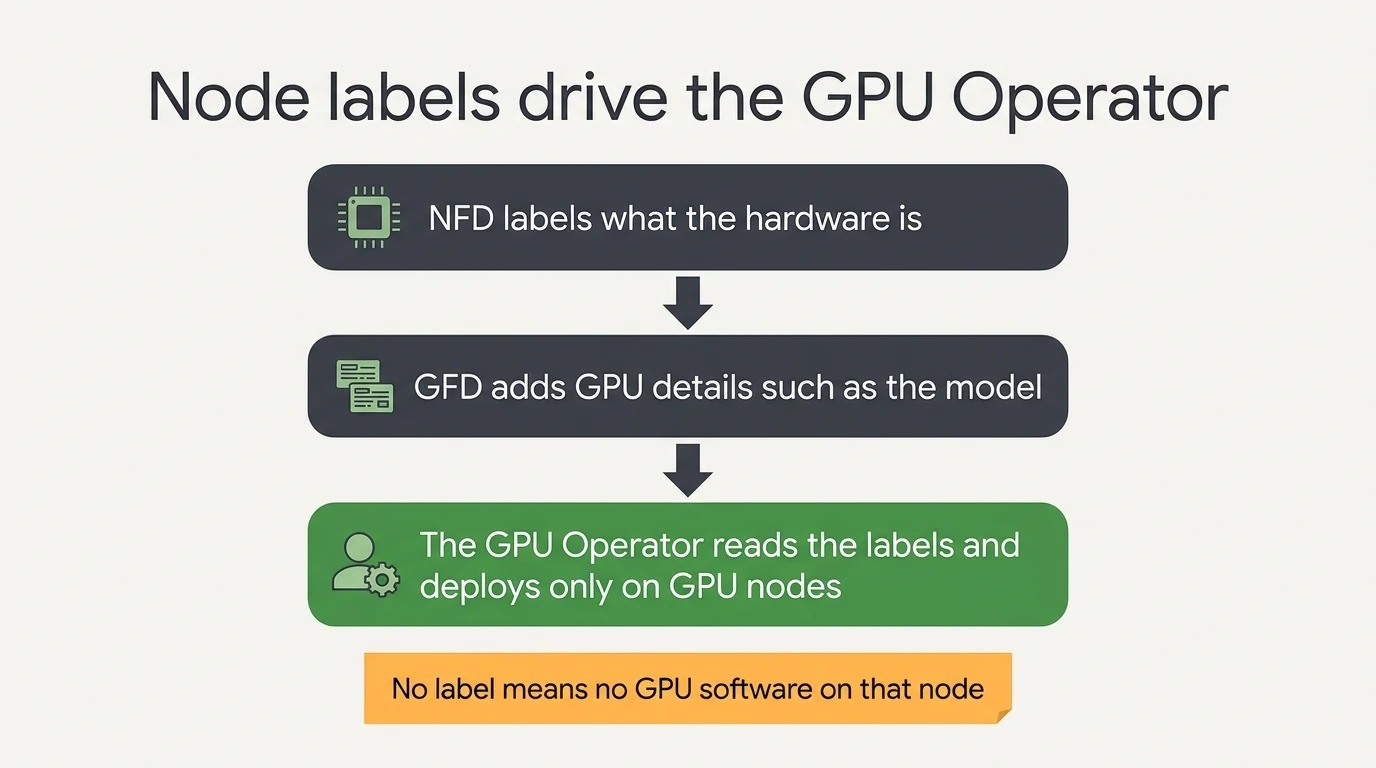 Node labels drive the GPU Operator
NFD labels what the hardware is
GFD adds GPU details such as the model
The GPU Operator reads the labels and
deploys only on GPU nodes
No label means no GPU software on that node